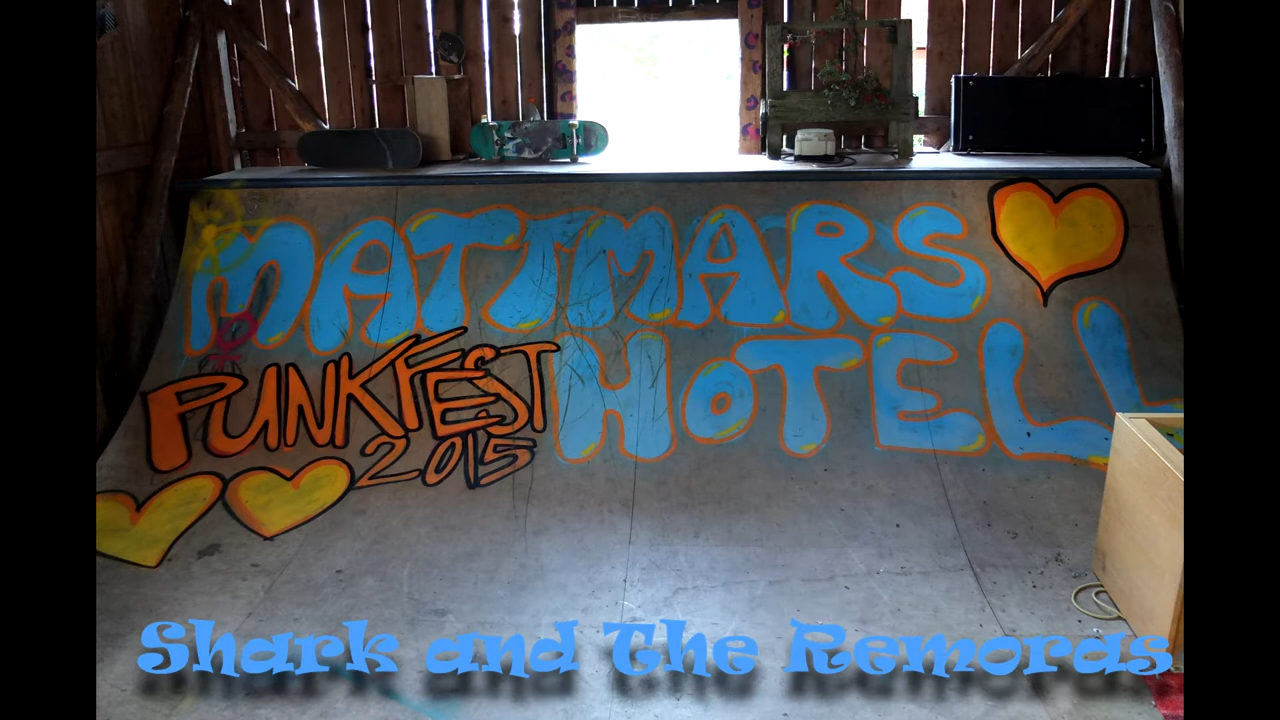 MATTMARS
HOTELL
PUNKFEST
2015
Shark and The Remoras